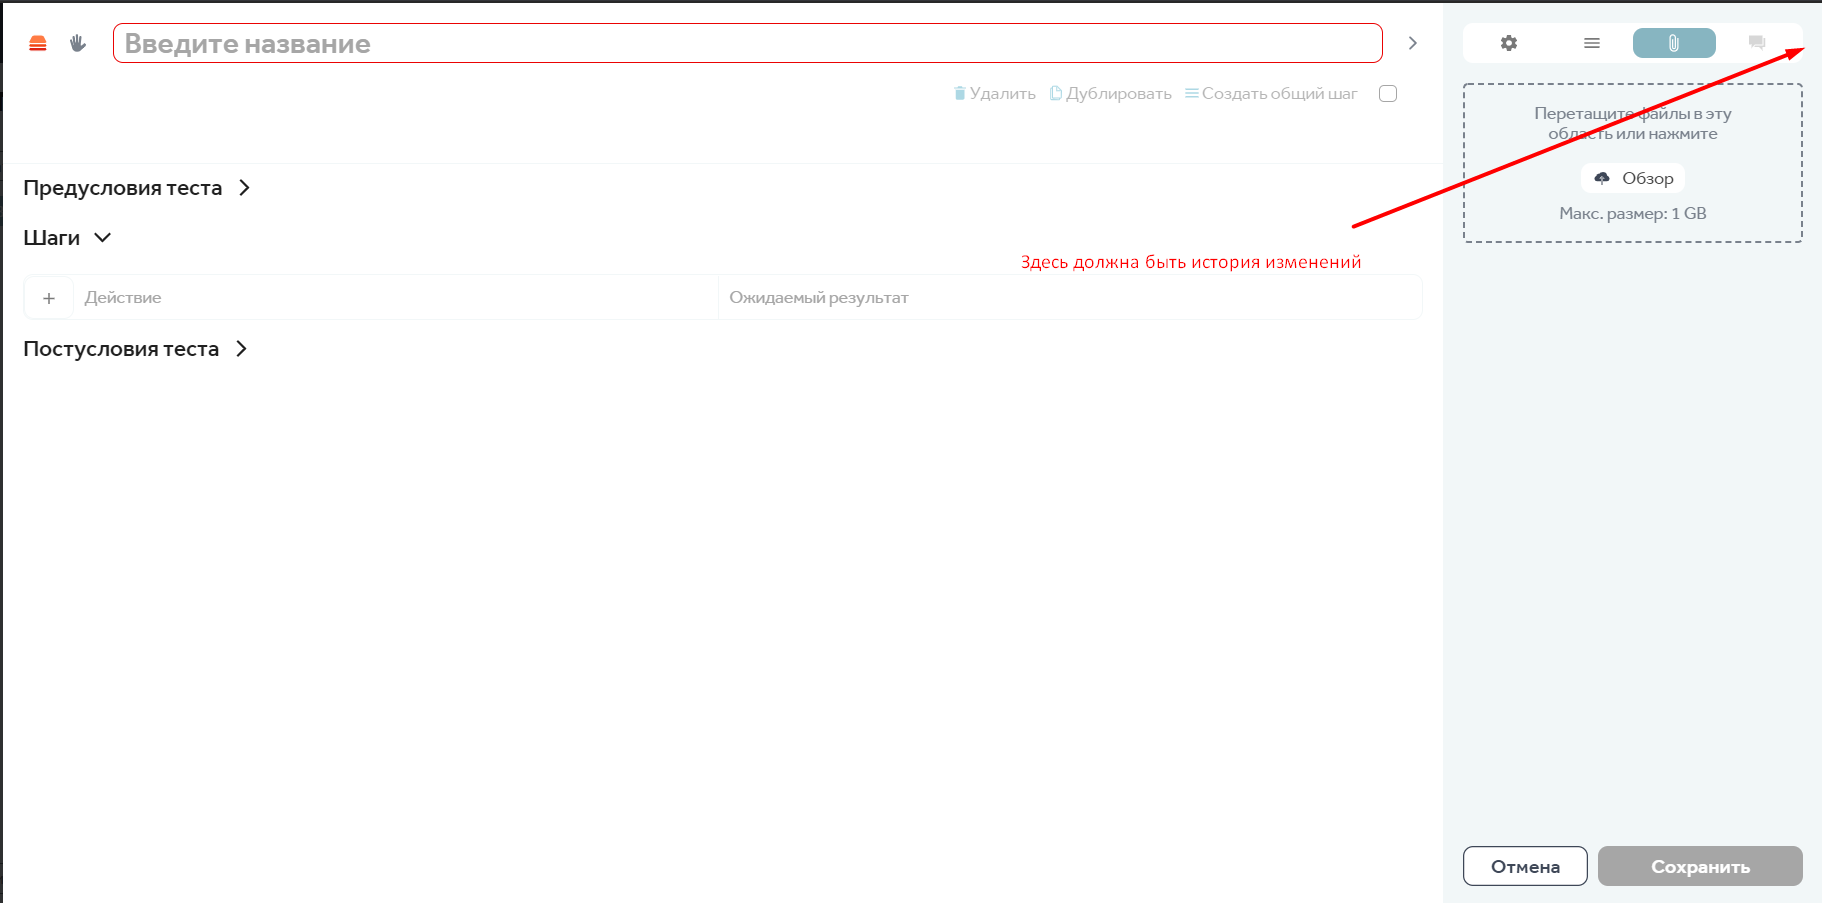 Введите название
Удалить Дублировать Создать общий шаг
Перетащите файлы в эту
область или нажмите
Обзор
Макс. размер: 1 GB
Предусловия теста
Шаги
Здесь должна быть история изменений
+ Действие Ожидаемый результат
Постусловия теста
Отмена Сохранить